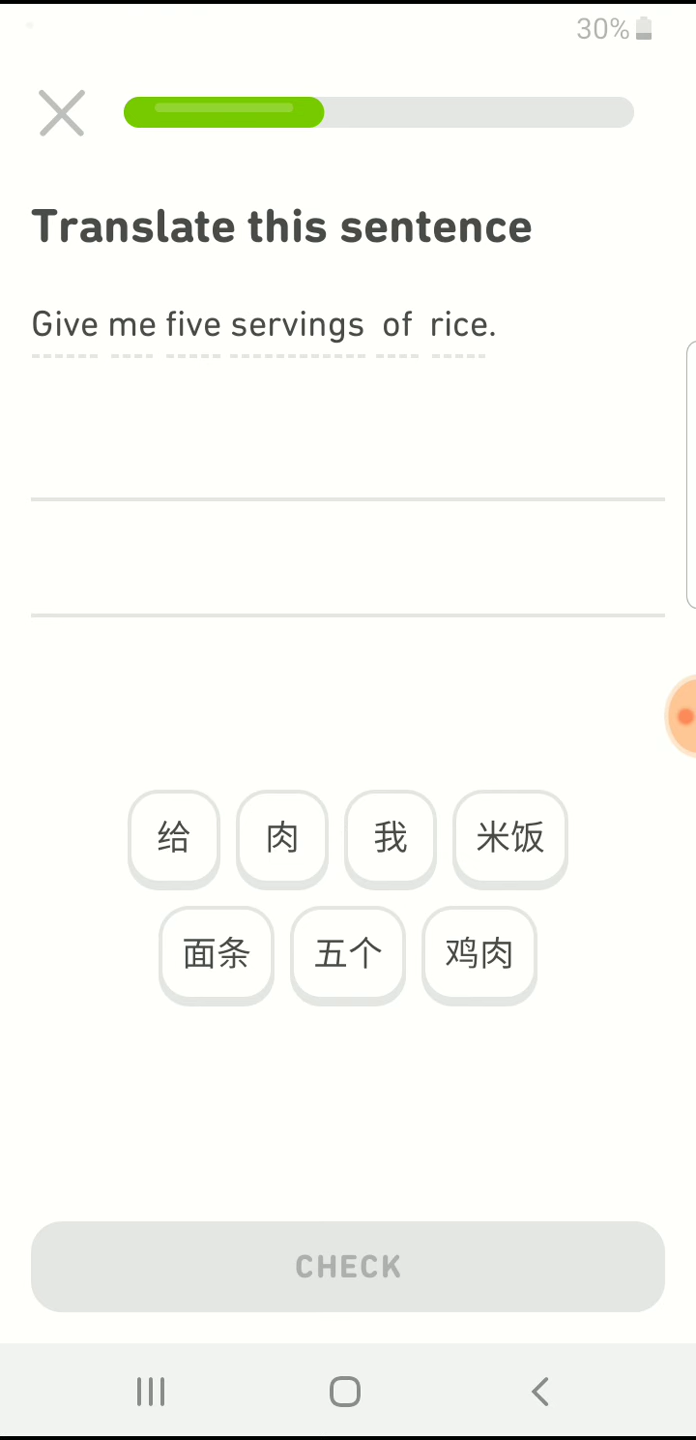 30%
Translate this sentence
Give me five servings of rice.
给 肉 我 米饭
面条 五个 鸡肉
CHECK